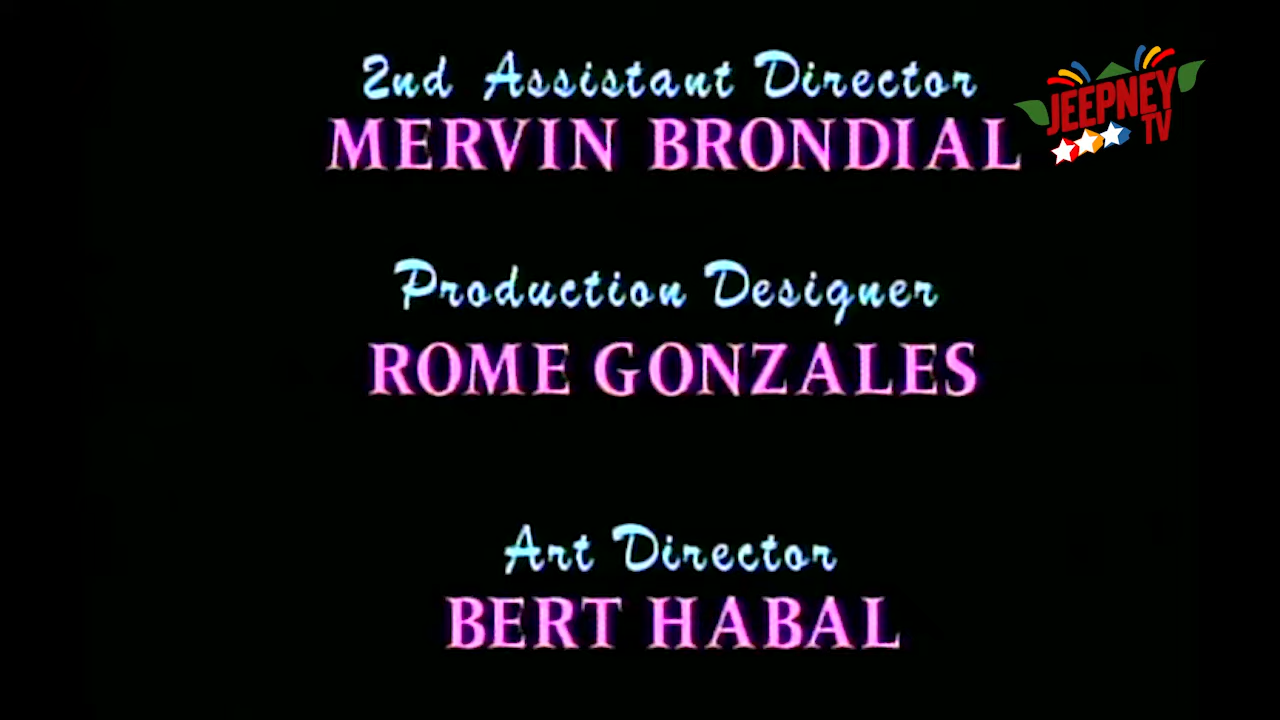 2nd Assistant Director
MERVIN BRONDIAL
JEEPNEY
TV
Production Designer
ROME GONZALES
Art Director
BERT HABAL